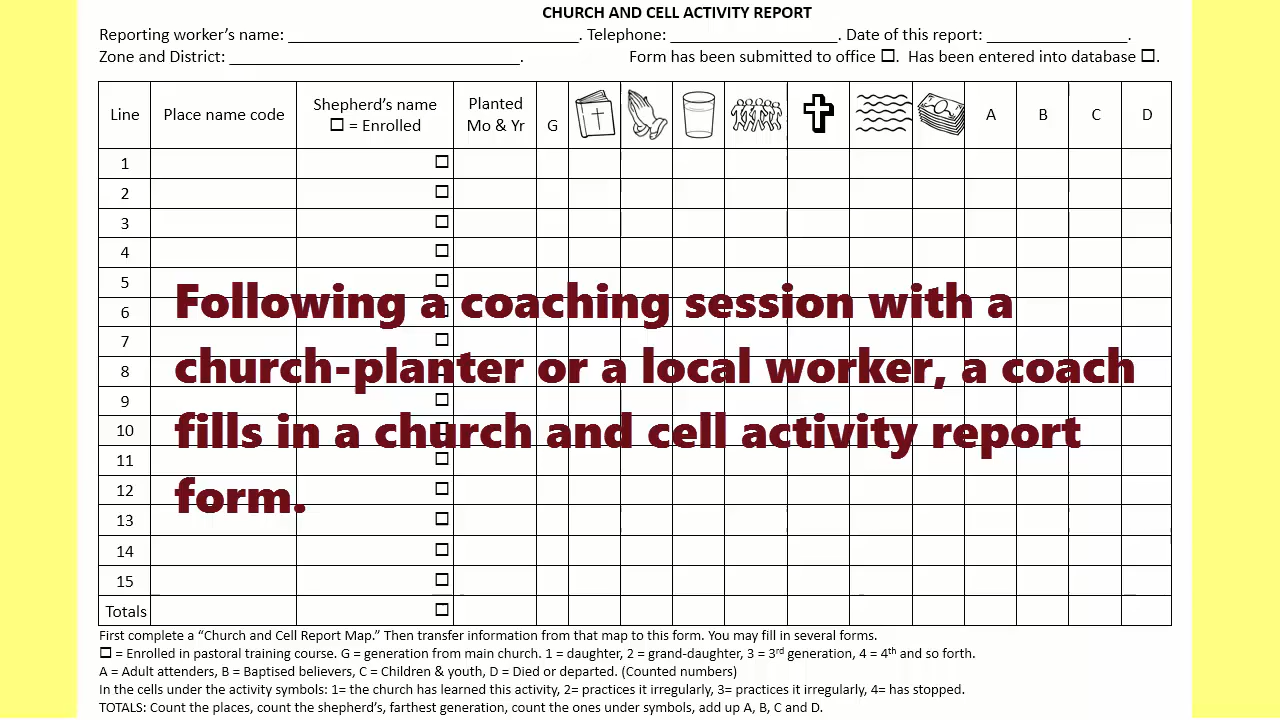 CHURCH AND CELL ACTIVITY REPORT
Reporting worker’s name: __________________________________. Telephone: ____________________. Date of this report: _________________.
Zone and District: __________________________________. Form has been submitted to office ☐. Has been entered into database ☐.
Line Place name code Shepherd’s name ☐ = Enrolled Planted Mo & Yr G A B C D
1 ☐
2 ☐
3 ☐
4 ☐
5 ☐
Following a coaching session with a
6 ☐
7 ☐
church-planter or a local worker, a coach
8 ☐
9 ☐
fills in a church and cell activity report
10 ☐
11 ☐
12 ☐
form.
13 ☐
14 ☐
15 ☐
Totals ☐
First complete a “Church and Cell Report Map.” Then transfer information from that map to this form. You may fill in several forms.
☐ = Enrolled in pastoral training course. G = generation from main church. 1 = daughter, 2 = grand-daughter, 3 = 3rd generation, 4 = 4th and so forth.
A = Adult attenders, B = Baptised believers, C = Children & youth, D = Died or departed. (Counted numbers)
In the cells under the activity symbols: 1= the church has learned this activity, 2= practices it irregularly, 3= practices it irregularly, 4= has stopped.
TOTALS: Count the places, count the shepherd’s, farthest generation, count the ones under symbols, add up A, B, C and D.